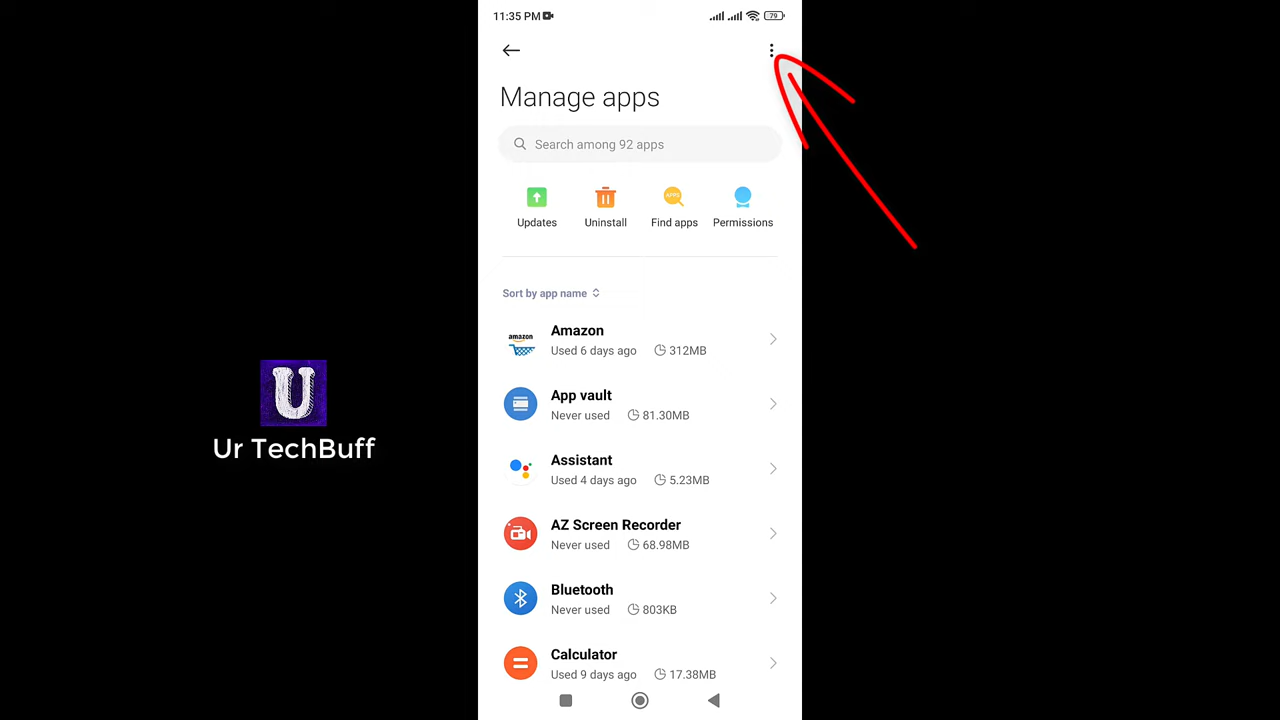 11:35 PM
79
Manage apps
Search among 92 apps
Updates
Uninstall
APPS
Find apps
Permissions
Sort by app name
amazon
Amazon
Used 6 days ago 312MB
App vault
Never used 81.30MB
Assistant
Used 4 days ago 5.23MB
AZ Screen Recorder
Never used 68.98MB
Bluetooth
Never used 803KB
Calculator
Used 9 days ago 17.38MB
U
Ur TechBuff